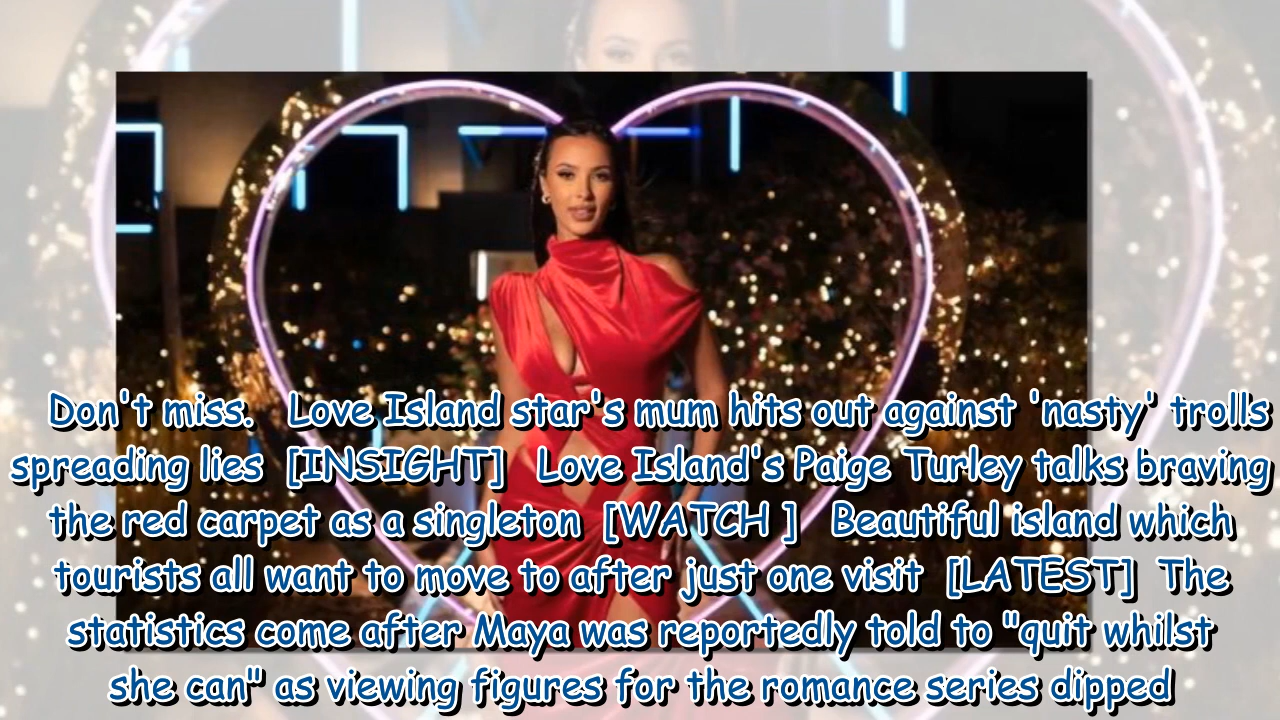 Don't miss. Love Island star's mum hits out against 'nasty' trolls
spreading lies [INSIGHT] Love Island's Paige Turley talks braving
the red carpet as a singleton [WATCH ] Beautiful island which
tourists all want to move to after just one visit [LATEST] The
statistics come after Maya was reportedly told to "quit whilst
she can" as viewing figures for the romance series dipped